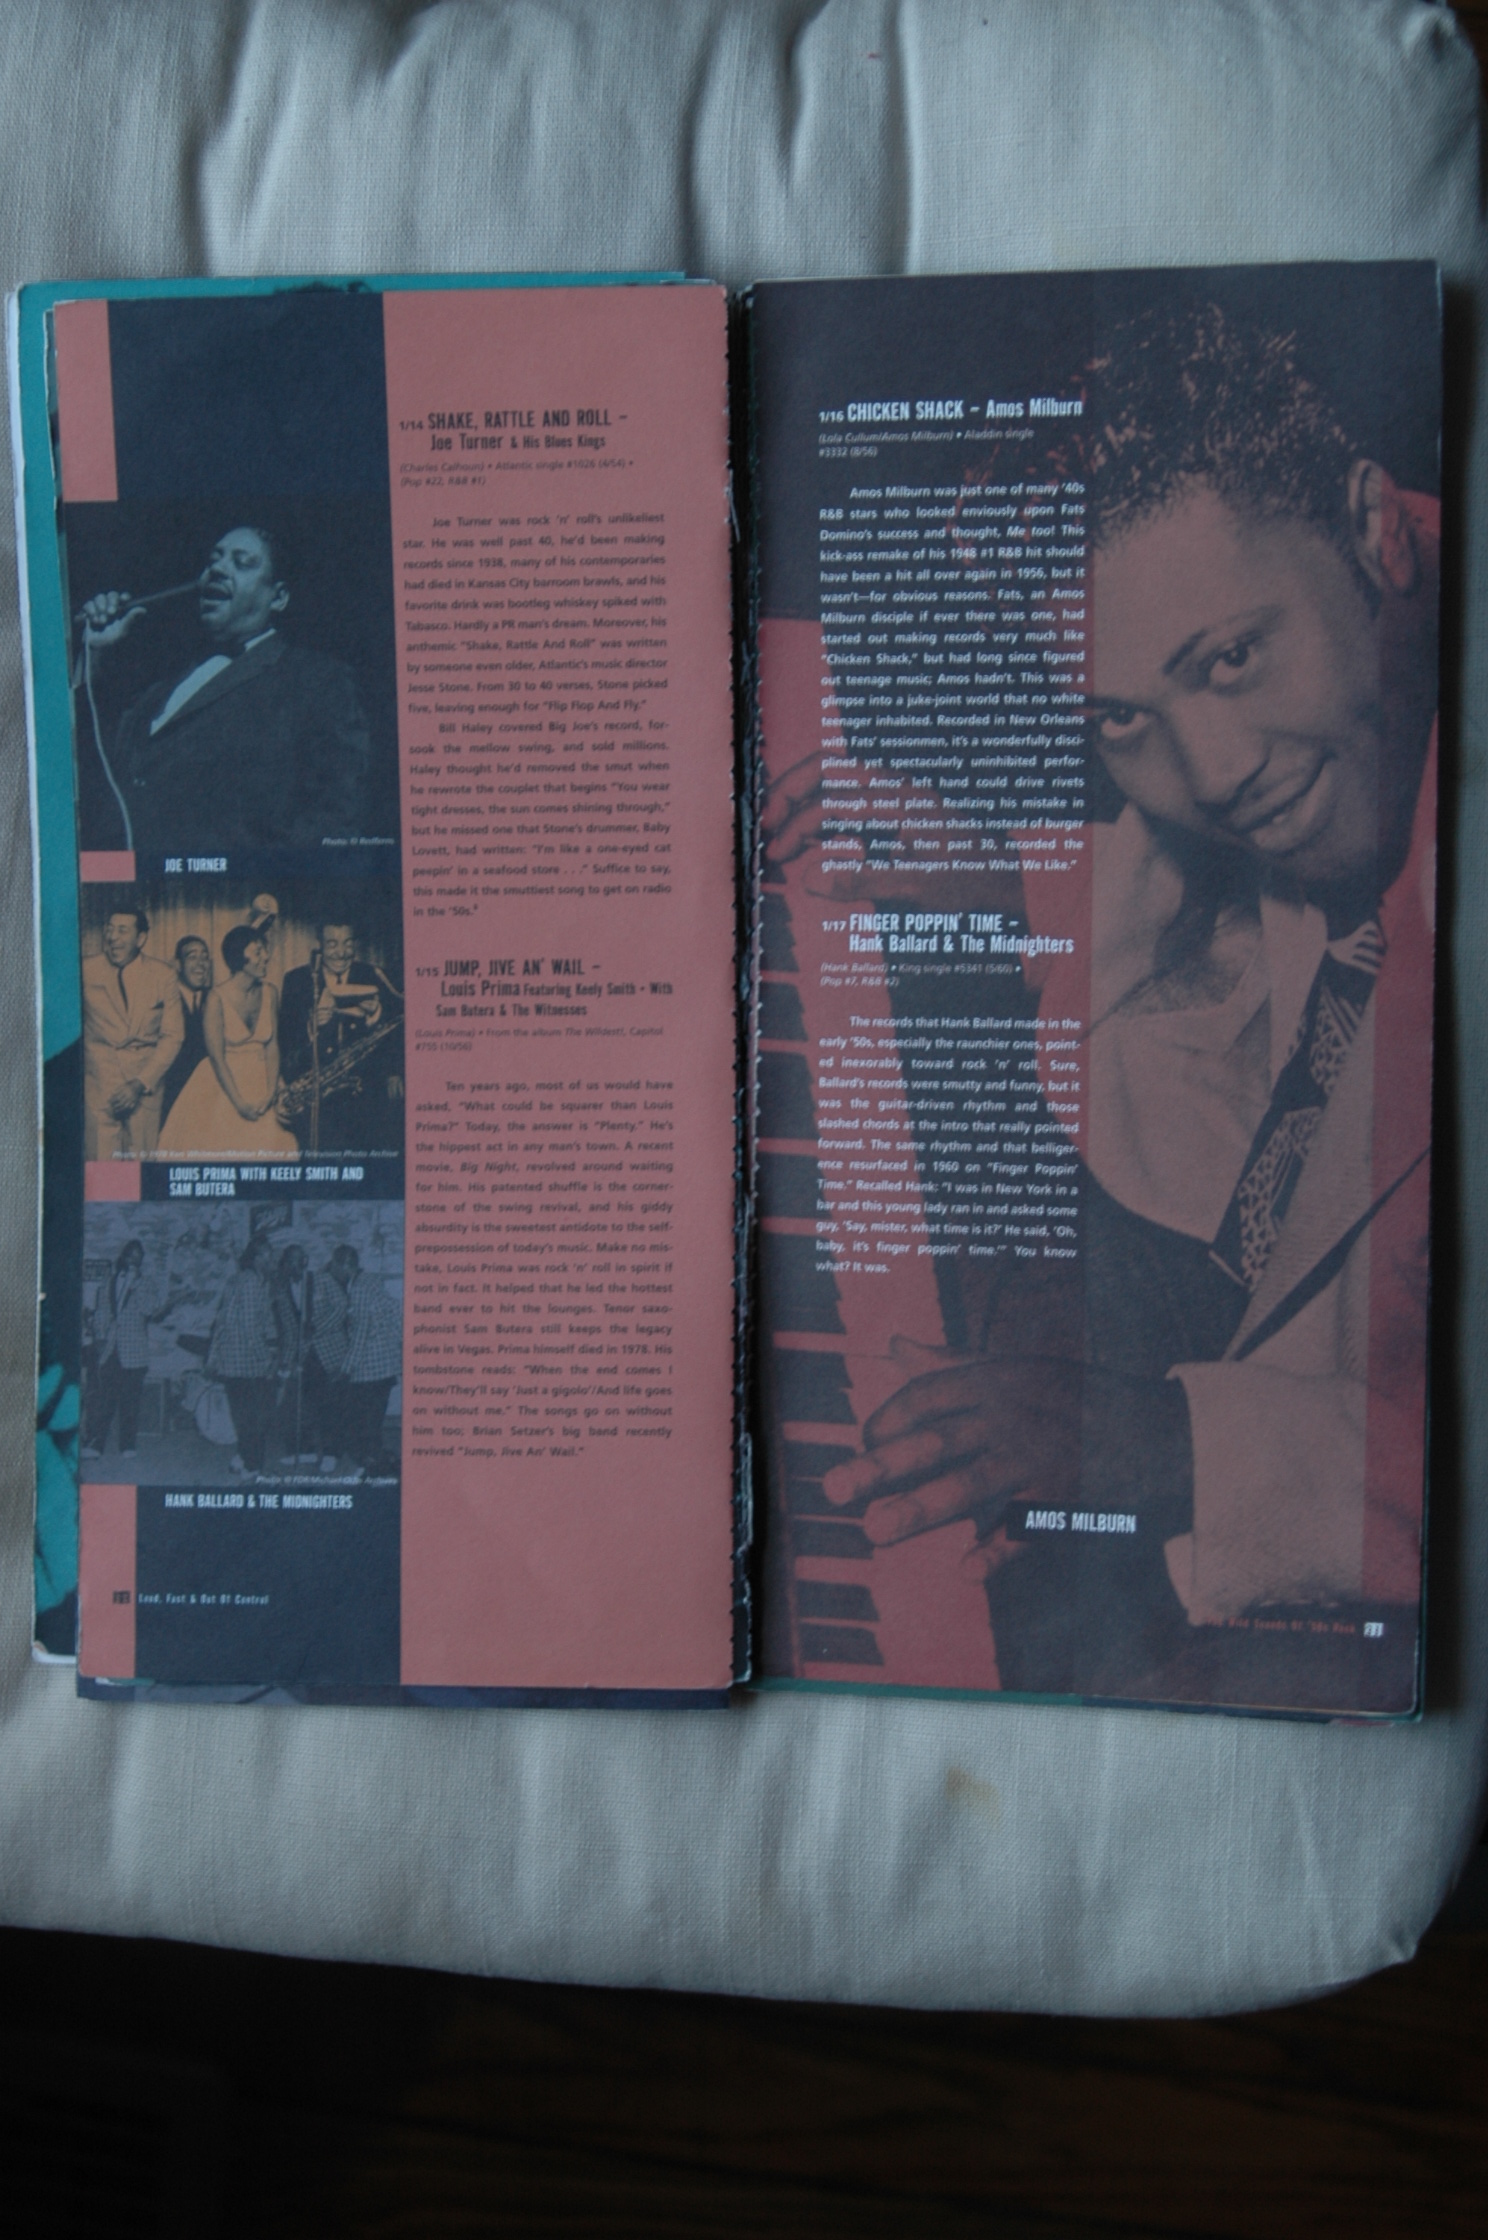 Photo: © Redferns
JOE TURNER
LOUIS PRIMA WITH KEELY SMITH AND
SAM BUTERA
HANK BALLARD & THE MIDNIGHTERS
Loud, Fast & Out Of Control
1/14 SHAKE, RATTLE AND ROLL –
Joe Turner & His Blues Kings
(Charles Calhoun) • Atlantic single #1026 (4/54) •
(Pop #22, R&B #1)
Joe Turner was rock 'n' roll's unlikeliest
star. He was well past 40, he'd been making
records since 1938, many of his contemporaries
had died in Kansas City barroom brawls, and his
favorite drink was bootleg whiskey spiked with
Tabasco. Hardly a PR man's dream. Moreover, his
anthemic "Shake, Rattle And Roll" was written
by someone even older, Atlantic's music director
Jesse Stone. From 30 to 40 verses, Stone picked
five, leaving enough for "Flip Flop And Fly."
Bill Haley covered Big Joe's record, for-
sook the mellow swing, and sold millions.
Haley thought he'd removed the smut when
he rewrote the couplet that begins "You wear
tight dresses, the sun comes shining through,"
but he missed one that Stone's drummer, Baby
Lovett, had written: "I'm like a one-eyed cat
peepin' in a seafood store . . ." Suffice to say,
this made it the smuttiest song to get on radio
in the '50s.
1/15 JUMP, JIVE AN' WAIL –
Louis Prima Featuring Keely Smith • With
Sam Butera & The Witnesses
(Louis Prima) • From the album The Wildest!, Capitol
#755 (10/56)
Ten years ago, most of us would have
asked, "What could be squarer than Louis
Prima?" Today, the answer is "Plenty." He's
the hippest act in any man's town. A recent
movie, Big Night, revolved around waiting
for him. His patented shuffle is the corner-
stone of the swing revival, and his giddy
absurdity is the sweetest antidote to the self-
prepossession of today's music. Make no mis-
take, Louis Prima was rock 'n' roll in spirit if
not in fact. It helped that he led the hottest
band ever to hit the lounges. Tenor saxo-
phonist Sam Butera still keeps the legacy
alive in Vegas. Prima himself died in 1978. His
tombstone reads: "When the end comes I
know/They'll say 'Just a gigolo'/And life goes
on without me." The songs go on without
him too; Brian Setzer's big band recently
revived "Jump, Jive An' Wail."
1/16 CHICKEN SHACK – Amos Milburn
(Lola Cullum/Amos Milburn) • Aladdin single
#3332 (8/56)
Amos Milburn was just one of many '40s
R&B stars who looked enviously upon Fats
Domino's success and thought, Me too! This
kick-ass remake of his 1948 #1 R&B hit should
have been a hit all over again in 1956, but it
wasn't—for obvious reasons. Fats, an Amos
Milburn disciple if ever there was one, had
started out making records very much like
"Chicken Shack," but had long since figured
out teenage music; Amos hadn't. This was a
glimpse into a juke-joint world that no white
teenager inhabited. Recorded in New Orleans
with Fats' sessionmen, it's a wonderfully disci-
plined yet spectacularly uninhibited perfor-
mance. Amos' left hand could drive rivets
through steel plate. Realizing his mistake in
singing about chicken shacks instead of burger
stands, Amos, then past 30, recorded the
ghastly "We Teenagers Know What We Like."
1/17 FINGER POPPIN' TIME –
Hank Ballard & The Midnighters
(Hank Ballard) • King single #5341 (5/60) •
(Pop #7, R&B #2)
The records that Hank Ballard made in the
early '50s, especially the raunchier ones, point-
ed inexorably toward rock 'n' roll. Sure,
Ballard's records were smutty and funny, but it
was the guitar-driven rhythm and those
slashed chords at the intro that really pointed
forward. The same rhythm and that belliger-
ence resurfaced in 1960 on "Finger Poppin'
Time." Recalled Hank: "I was in New York in a
bar and this young lady ran in and asked some
guy, 'Say, mister, what time is it?' He said, 'Oh,
baby, it's finger poppin' time.'" You know
what? It was.
AMOS MILBURN
Wild Sounds Of '50s Rock